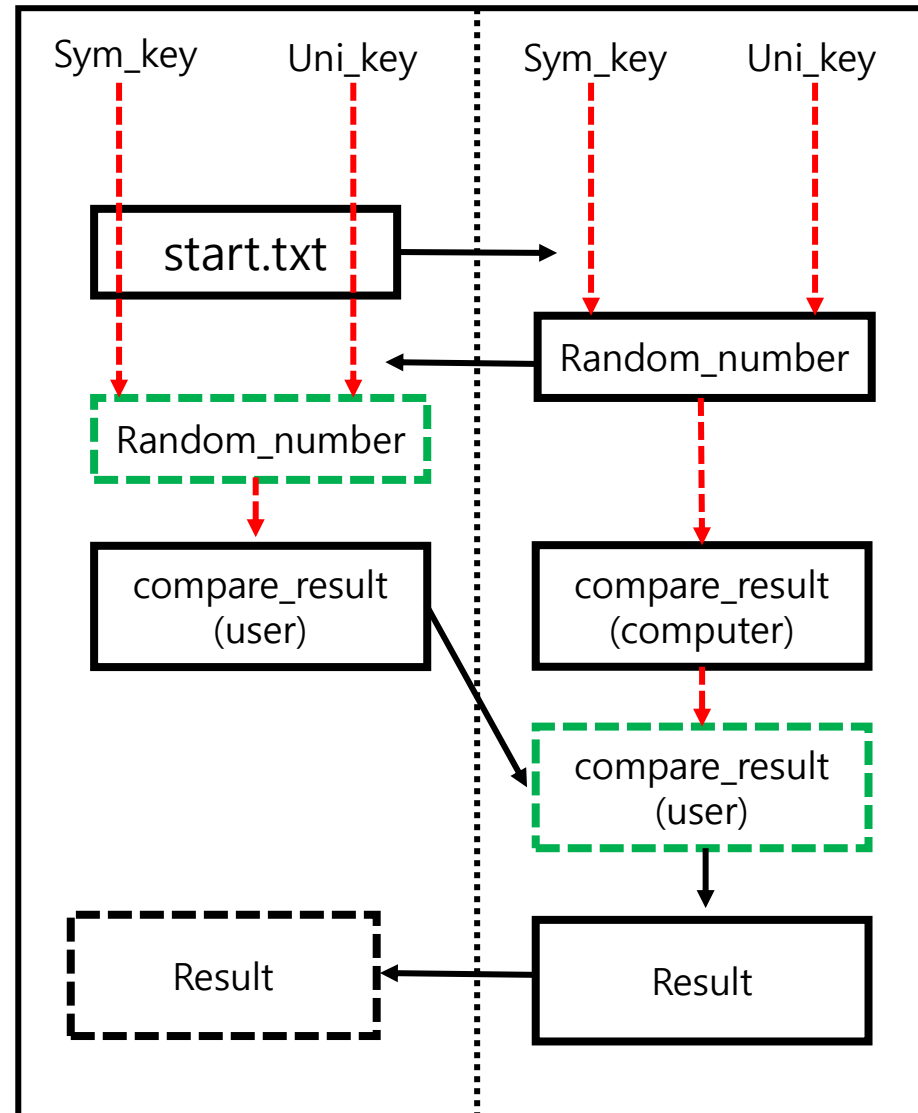 Sym_key
Uni_key
Sym_key
Uni_key
start.txt
Random_number
Random_number
compare_result
(user)
compare_result
(computer)
compare_result
(user)
Result
Result